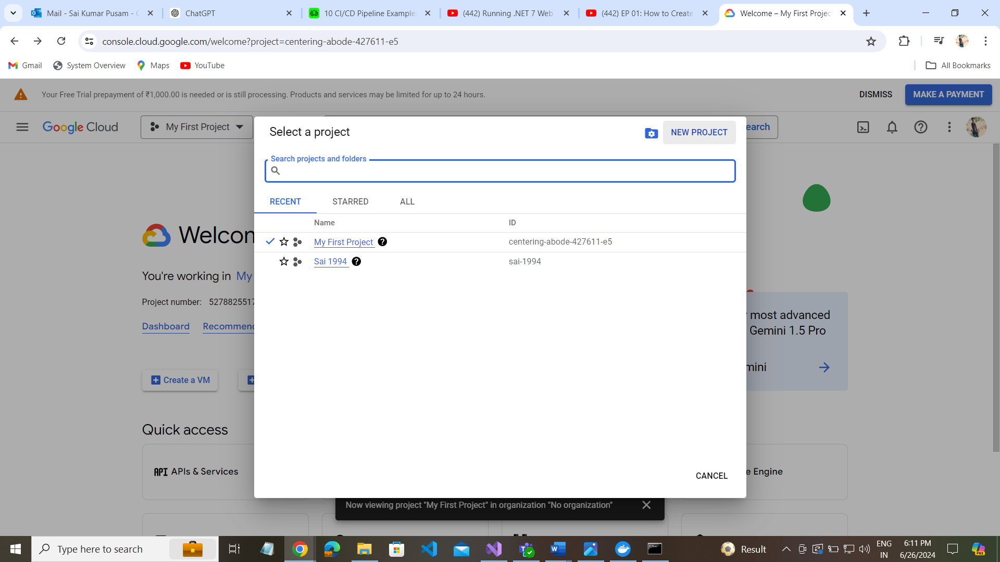 Mail - Sai Kumar Pusam - O
ChatGPT
10 CI/CD Pipeline Examples
(442) Running .NET 7 Web
(442) EP 01: How to Create
Welcome – My First Project
console.cloud.google.com/welcome?project=centering-abode-427611-e5
Gmail
System Overview
Maps
YouTube
All Bookmarks
Your Free Trial prepayment of ₹1,000.00 is needed or is still processing. Products and services may be limited for up to 24 hours.
DISMISS
MAKE A PAYMENT
Google Cloud
My First Project
earch
Select a project
NEW PROJECT
Search projects and folders
RECENT
STARRED
ALL
Name
ID
My First Project
centering-abode-427611-e5
Sai 1994
sai-1994
CANCEL
Welcom
You're working in My
Project number: 5278825517
Dashboard
Recommend
most advanced
Gemini 1.5 Pro
mini
Create a VM
Quick access
API APIs & Services
e Engine
Now viewing project "My First Project" in organization "No organization"
Type here to search
Result
ENG
IN
6:11 PM
6/26/2024
PRE